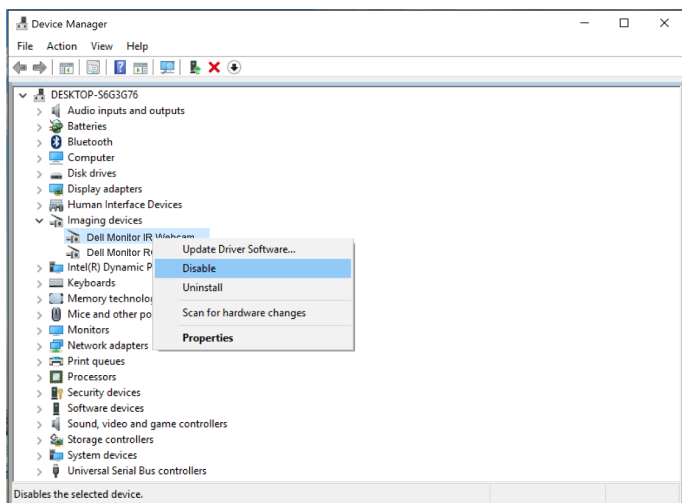 Device Manager
File Action View Help
DESKTOP-S6G3G76
Audio inputs and outputs
Batteries
Bluetooth
Computer
Disk drives
Display adapters
Human Interface Devices
Imaging devices
Dell Monitor IR Webcam
Dell Monitor
Update Driver Software...
Intel(R) Dynamic
Disable
Keyboards
Uninstall
Memory
Mice and other
Scan for hardware changes
Monitors
Network adapters
Properties
Print queues
Processors
Security devices
Software devices
Sound, video and game controllers
Storage controllers
System devices
Universal Serial Bus controllers
Disables the selected device.